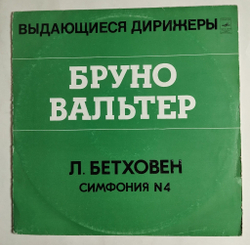 ВЫДАЮЩИЕСЯ ДИРИЖЕРЫ
БРУНО
ВАЛЬТЕР
Л. БЕТХОВЕН
СИМФОНИЯ N4